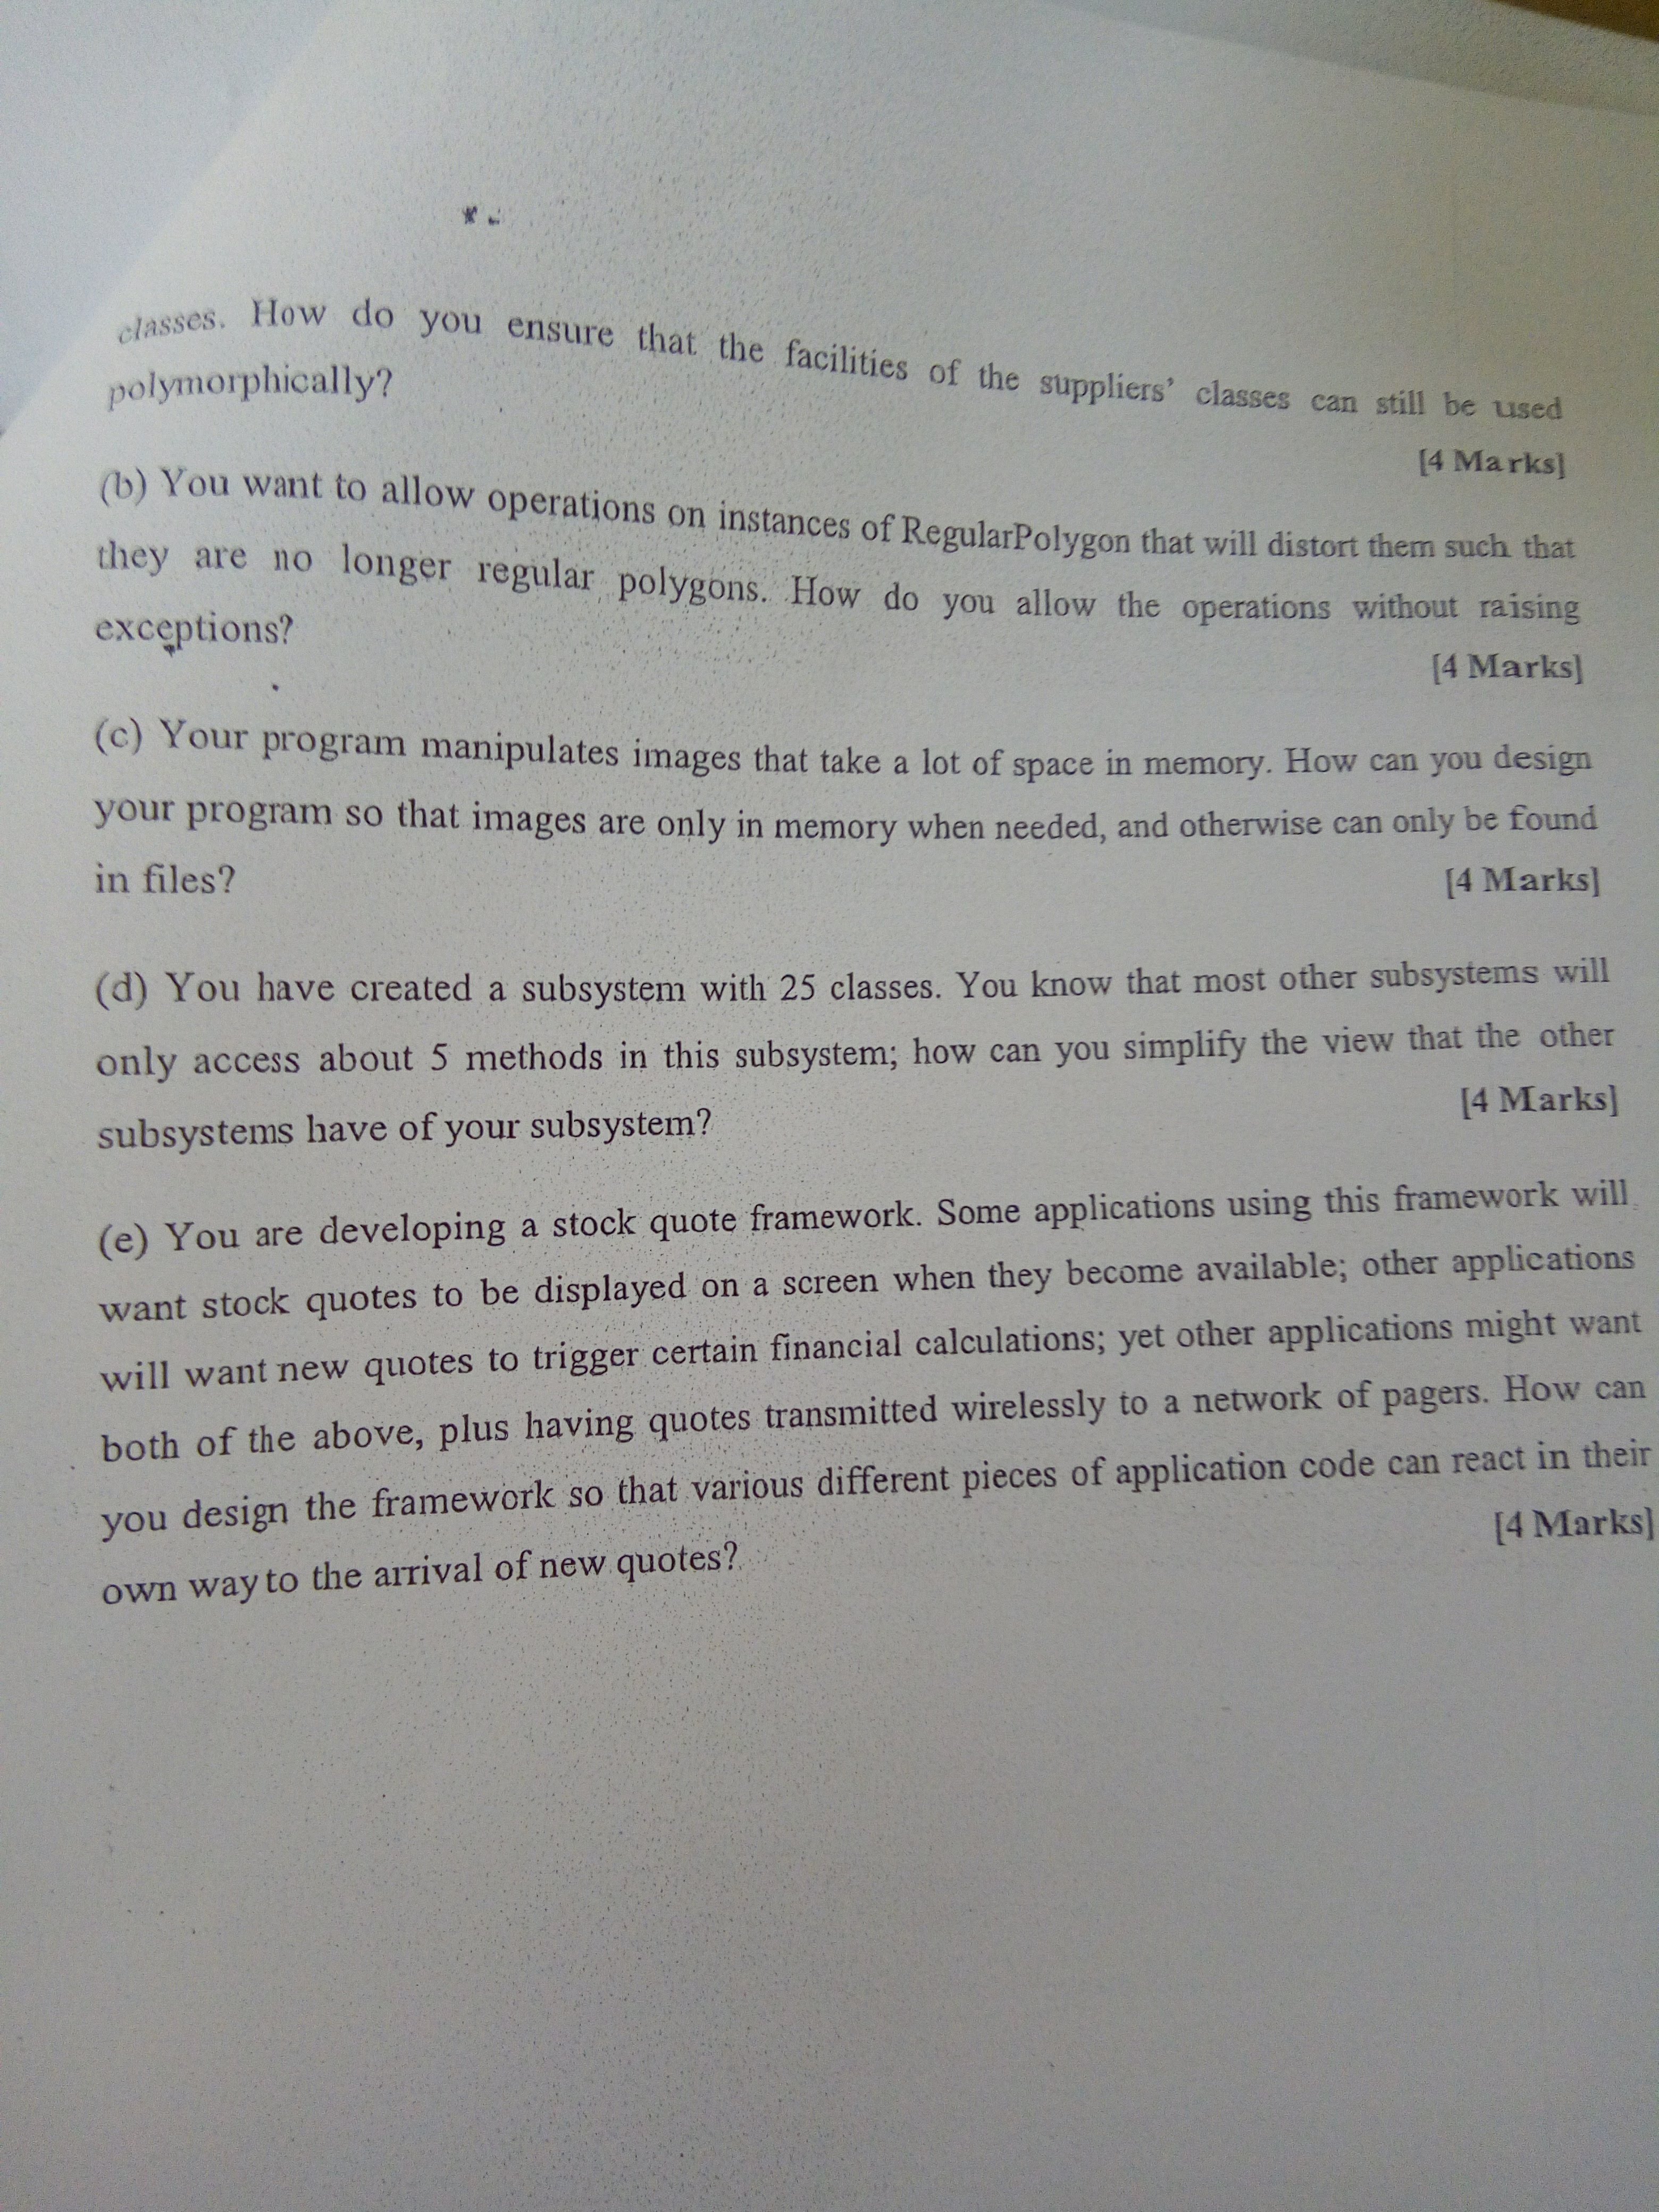 classes. How do you ensure that the facilities of the suppliers' classes can still be used
polymorphically?
[4 Marks]
(b) You want to allow operations on instances of RegularPolygon that will distort them such that
they are no longer regular polygons. How do you allow the operations without raising
exceptions?
[4 Marks]
(c) Your program manipulates images that take a lot of space in memory. How can you design
your program so that images are only in memory when needed, and otherwise can only be found
in files?
[4 Marks]
(d) You have created a subsystem with 25 classes. You know that most other subsystems will
only access about 5 methods in this subsystem; how can you simplify the view that the other
subsystems have of your subsystem?
[4 Marks]
(e) You are developing a stock quote framework. Some applications using this framework will
want stock quotes to be displayed on a screen when they become available; other applications
will want new quotes to trigger certain financial calculations; yet other applications might want
both of the above, plus having quotes transmitted wirelessly to a network of pagers. How can
you design the framework so that various different pieces of application code can react in their
own way to the arrival of new quotes?
[4 Marks]